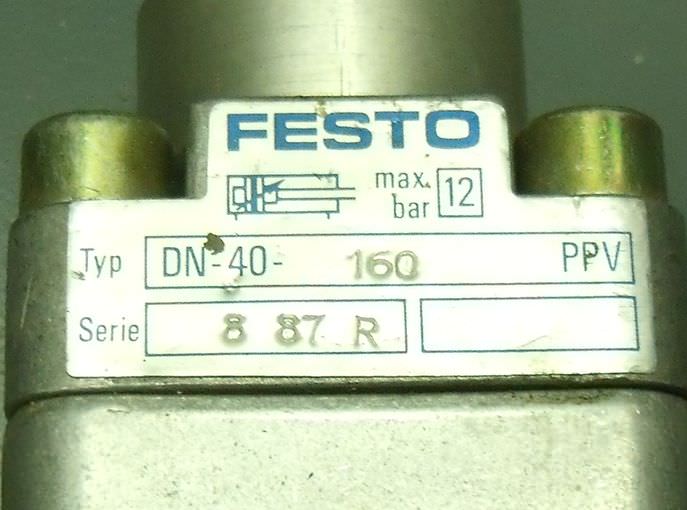 FESTO
max. 12
bar
Typ DN-40- 160 PPV
Serie 8 87 R